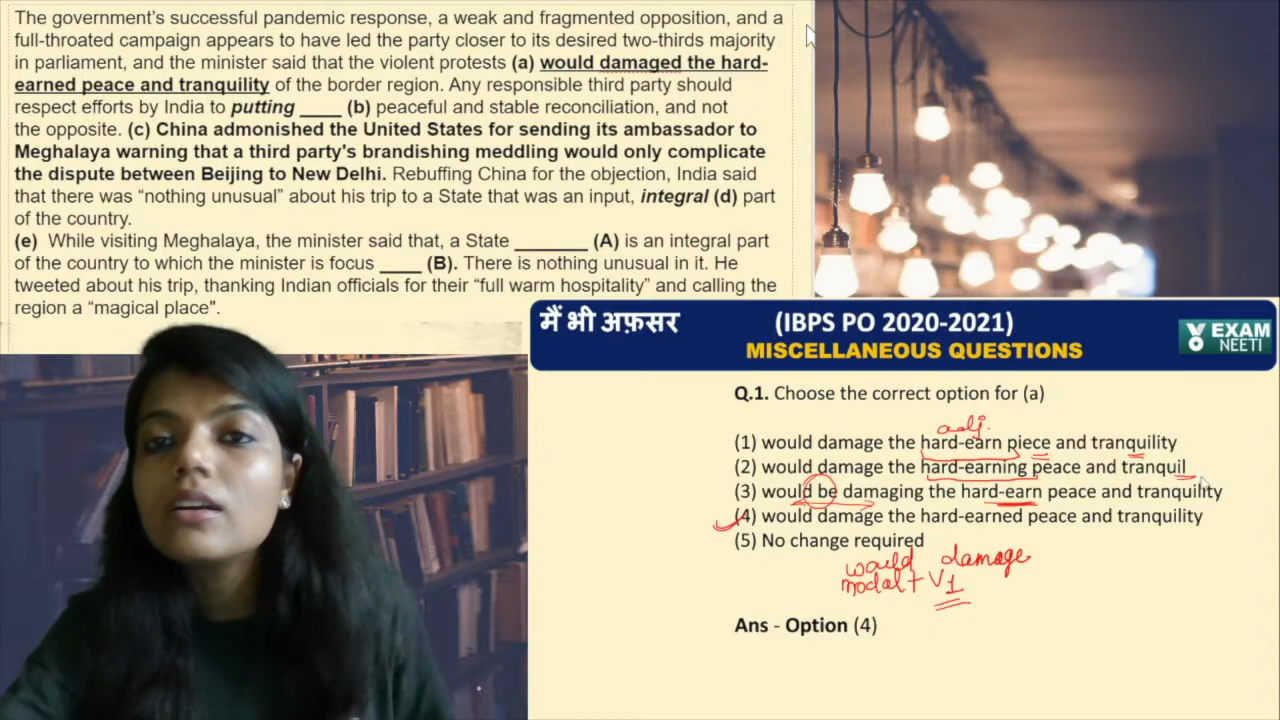 The government's successful pandemic response, a weak and fragmented opposition, and a
full-throated campaign appears to have led the party closer to its desired two-thirds majority
in parliament, and the minister said that the violent protests (a) would damaged the hard-
earned peace and tranquility of the border region. Any responsible third party should
respect efforts by India to putting ____ (b) peaceful and stable reconciliation, and not
the opposite. (c) China admonished the United States for sending its ambassador to
Meghalaya warning that a third party's brandishing meddling would only complicate
the dispute between Beijing to New Delhi. Rebuffing China for the objection, India said
that there was “nothing unusual” about his trip to a State that was an input, integral (d) part
of the country.
(e) While visiting Meghalaya, the minister said that, a State _______ (A) is an integral part
of the country to which the minister is focus ____ (B). There is nothing unusual in it. He
tweeted about his trip, thanking Indian officials for their “full warm hospitality” and calling the
region a “magical place".
मैं भी अफ़सर
(IBPS PO 2020-2021)
MISCELLANEOUS QUESTIONS
EXAM
NEETI
Q.1. Choose the correct option for (a)
adj.
(1) would damage the hard-earn piece and tranquility
(2) would damage the hard-earning peace and tranquil
(3) would be damaging the hard-earn peace and tranquility
(4) would damage the hard-earned peace and tranquility
(5) No change required
would damage
modal + V1
Ans - Option (4)